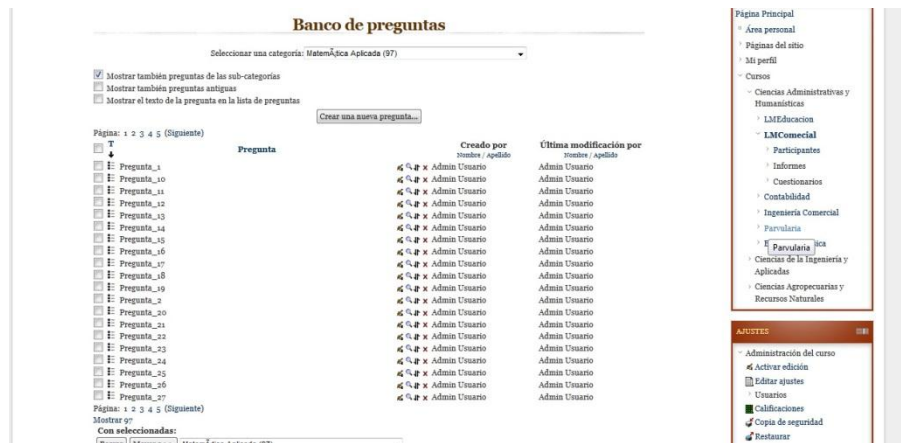 Banco de preguntas
Seleccionar una categoría: MatemÃ¡tica Aplicada (97)
Mostrar también preguntas de las sub-categorías
Mostrar también preguntas antiguas
Mostrar el texto de la pregunta en la lista de preguntas
Crear una nueva pregunta...
Página: 1 2 3 4 5 (Siguiente)
T Pregunta Creado por Última modificación por
Nombre / Apellido Nombre / Apellido
Pregunta_1 Admin Usuario Admin Usuario
Pregunta_10 Admin Usuario Admin Usuario
Pregunta_11 Admin Usuario Admin Usuario
Pregunta_12 Admin Usuario Admin Usuario
Pregunta_13 Admin Usuario Admin Usuario
Pregunta_14 Admin Usuario Admin Usuario
Pregunta_15 Admin Usuario Admin Usuario
Pregunta_16 Admin Usuario Admin Usuario
Pregunta_17 Admin Usuario Admin Usuario
Pregunta_18 Admin Usuario Admin Usuario
Pregunta_19 Admin Usuario Admin Usuario
Pregunta_2 Admin Usuario Admin Usuario
Pregunta_20 Admin Usuario Admin Usuario
Pregunta_21 Admin Usuario Admin Usuario
Pregunta_22 Admin Usuario Admin Usuario
Pregunta_23 Admin Usuario Admin Usuario
Pregunta_24 Admin Usuario Admin Usuario
Pregunta_25 Admin Usuario Admin Usuario
Pregunta_26 Admin Usuario Admin Usuario
Pregunta_27 Admin Usuario Admin Usuario
Página: 1 2 3 4 5 (Siguiente)
Mostrar 97
Con seleccionadas:
Página Principal
Área personal
Páginas del sitio
Mi perfil
Cursos
Ciencias Administrativas y
Humanísticas
LMEducacion
LMComecial
Participantes
Informes
Cuestionarios
Contabilidad
Ingeniería Comercial
Parvularia
Parvularia
Ciencias de la Ingeniería y
Aplicadas
Ciencias Agropecuarias y
Recursos Naturales
AJUSTES
Administración del curso
Activar edición
Editar ajustes
Usuarios
Calificaciones
Copia de seguridad
Restaurar